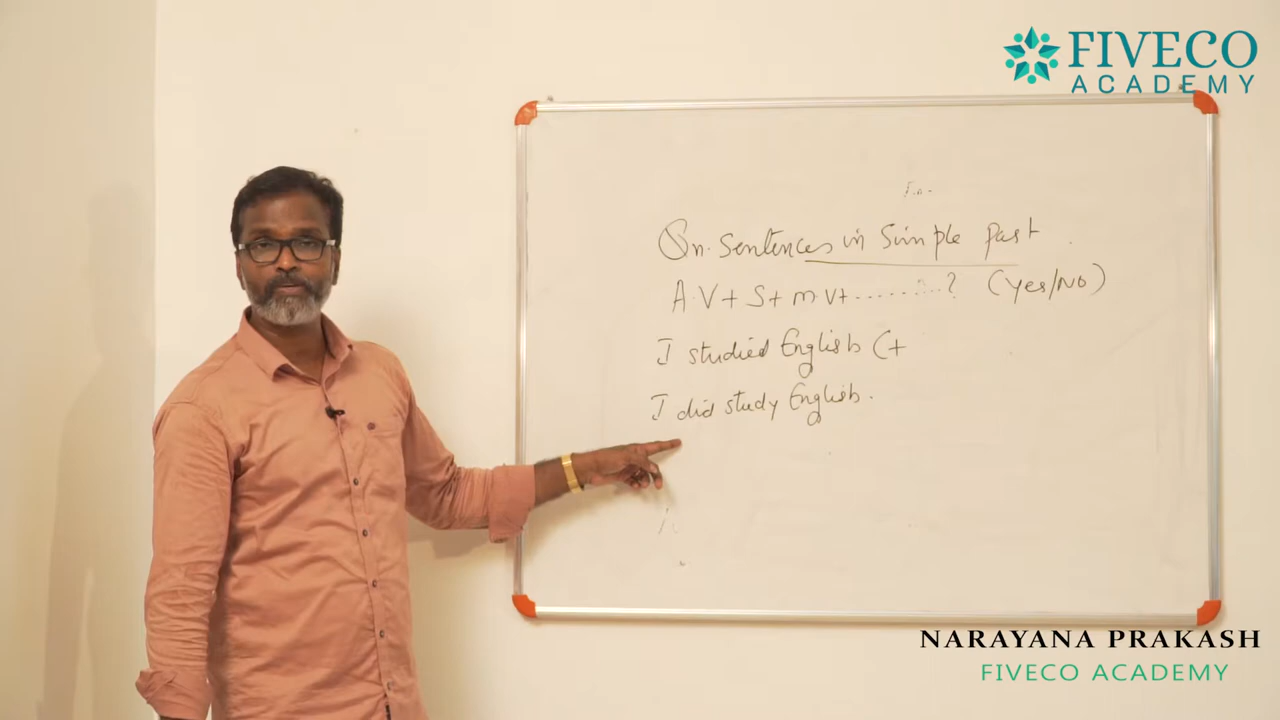 FIVECO
ACADEMY
Qn. Sentences in Simple past
A.V + S + m.v + ........? (Yes/No)
I studied English (+
I did study English.
NARAYANA PRAKASH
FIVECO ACADEMY